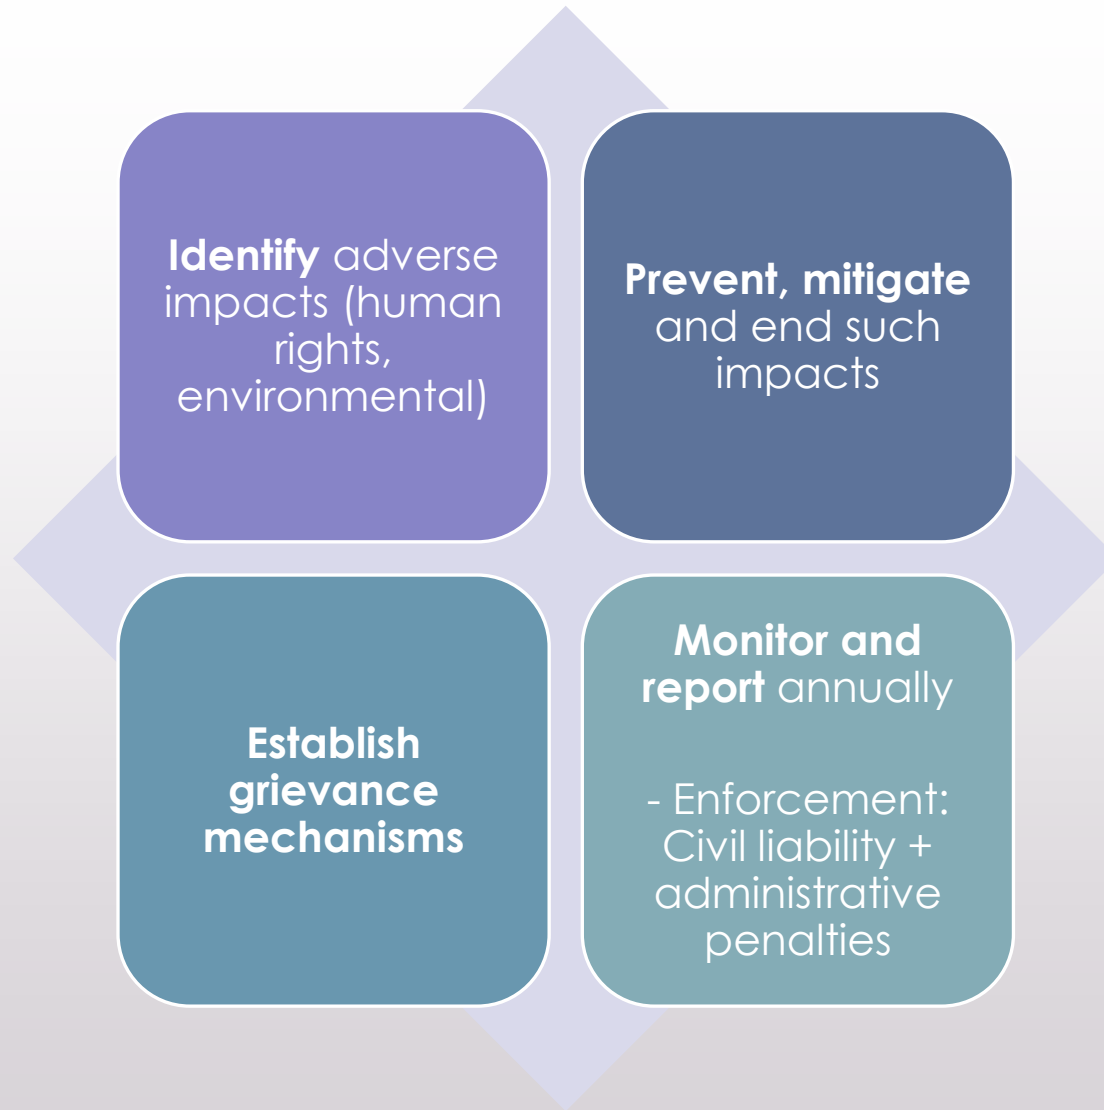 Identify adverse
impacts (human
rights,
environmental)
Prevent, mitigate
and end such
impacts
Establish
grievance
mechanisms
Monitor and
report annually
- Enforcement:
Civil liability +
administrative
penalties